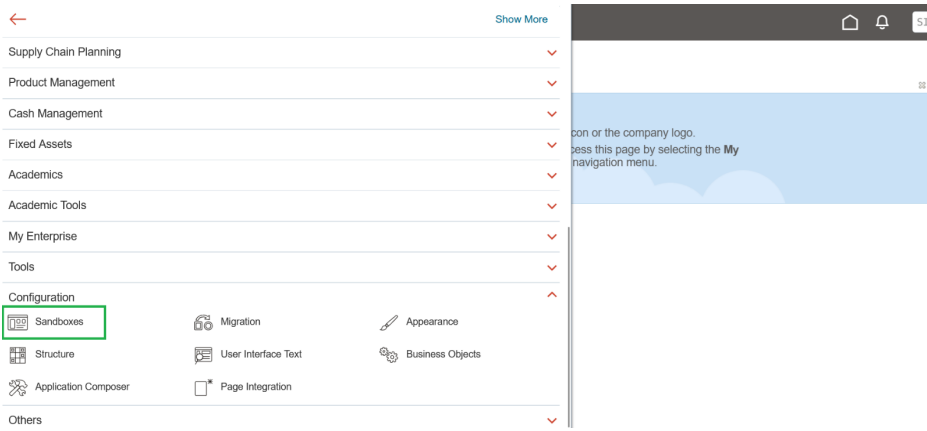 Show More
Supply Chain Planning
Product Management
Cash Management
Fixed Assets
Academics
Academic Tools
My Enterprise
Tools
Configuration
Sandboxes Migration Appearance
Structure User Interface Text Business Objects
Application Composer Page Integration
Others
con or the company logo.
cess this page by selecting the My
navigation menu.